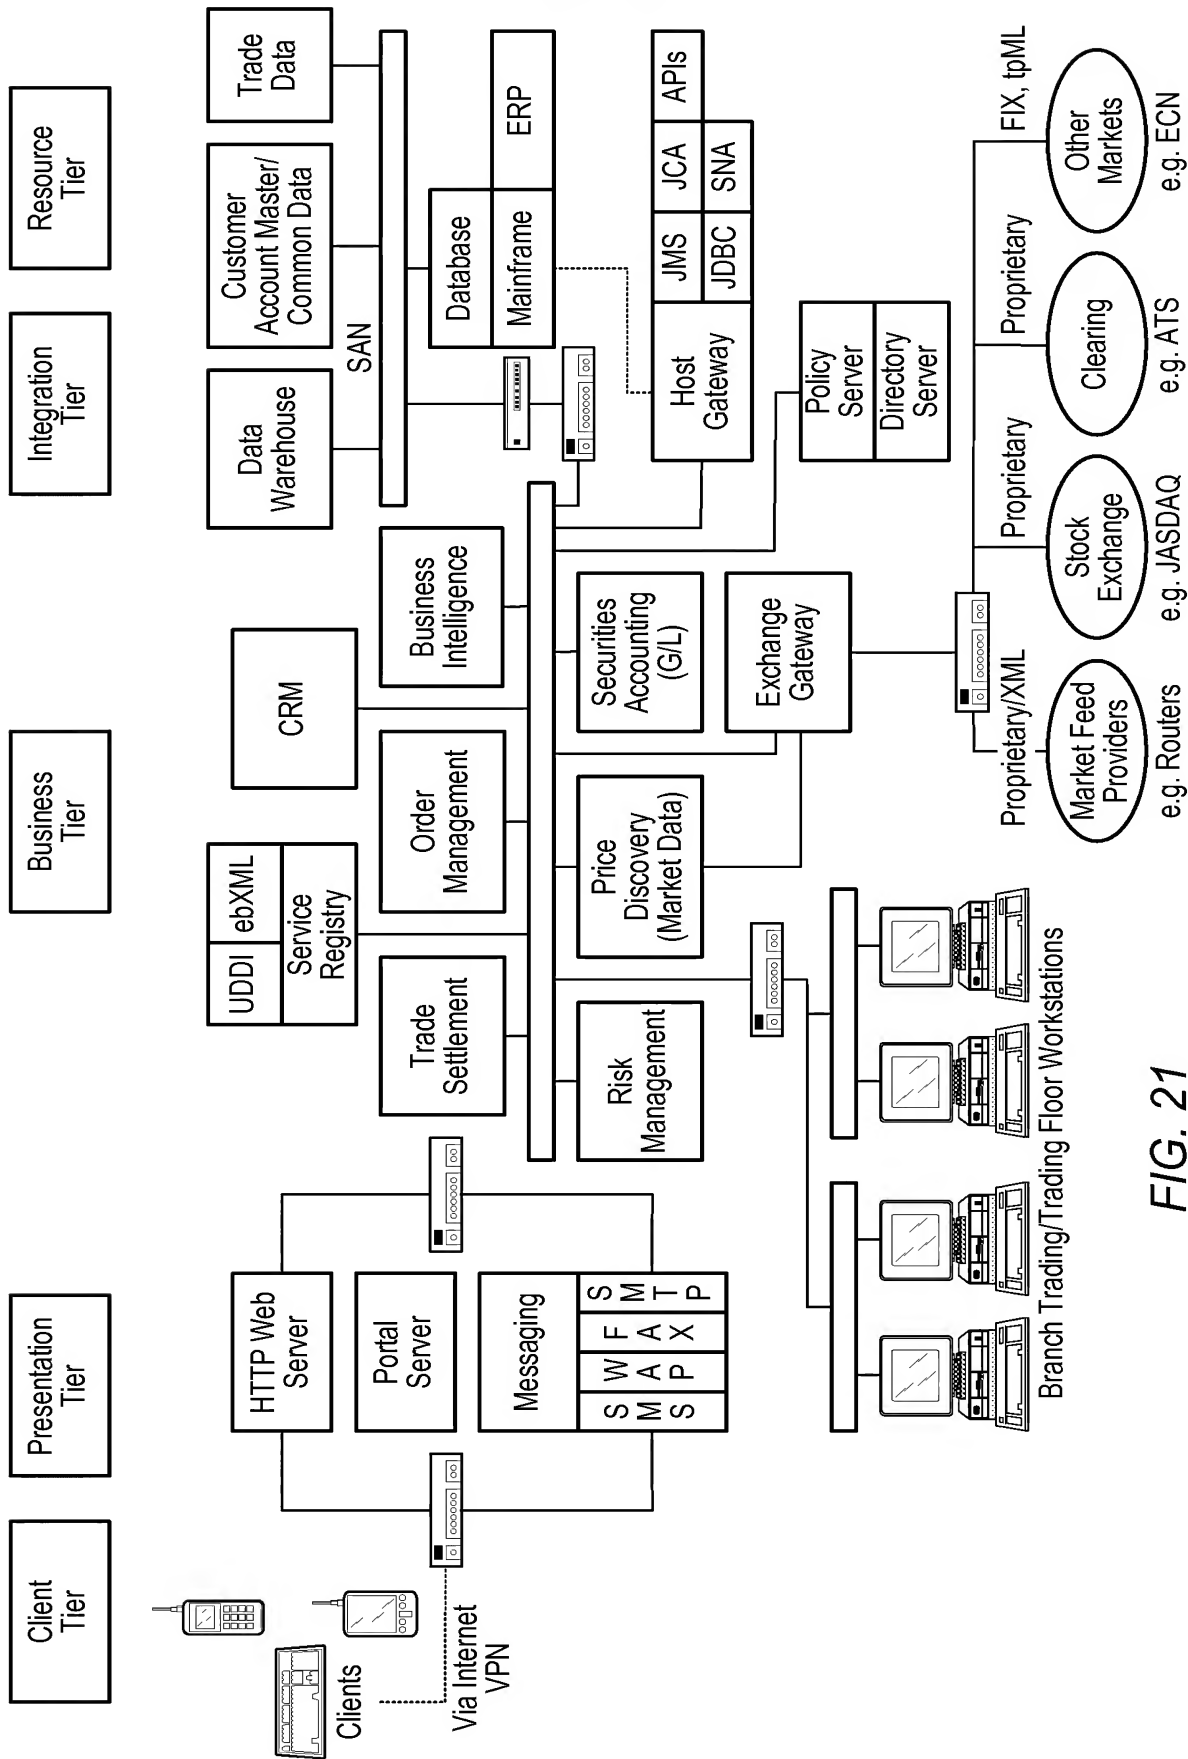 Client
Tier
Presentation
Tier
Business
Tier
Integration
Tier
Resource
Tier
Clients
Via Internet
VPN
HTTP Web
Server
Portal
Server
Messaging
S
M
S
W
A
P
F
A
X
S
M
T
P
UDDI
ebXML
Service
Registry
CRM
Trade
Settlement
Order
Management
Business
Intelligence
Risk
Management
Price
Discovery
(Market Data)
Securities
Accounting
(G/L)
Exchange
Gateway
Data
Warehouse
Customer
Account Master/
Common Data
Trade
Data
SAN
Database
Mainframe
ERP
Host
Gateway
JMS
JCA
APIs
JDBC
SNA
Policy
Server
Directory
Server
Branch Trading/Trading Floor Workstations
Proprietary/XML
Proprietary
Proprietary
FIX, tpML
Market Feed
Providers
Stock
Exchange
Clearing
Other
Markets
e.g. Routers
e.g. JASDAQ
e.g. ATS
e.g. ECN
FIG. 21